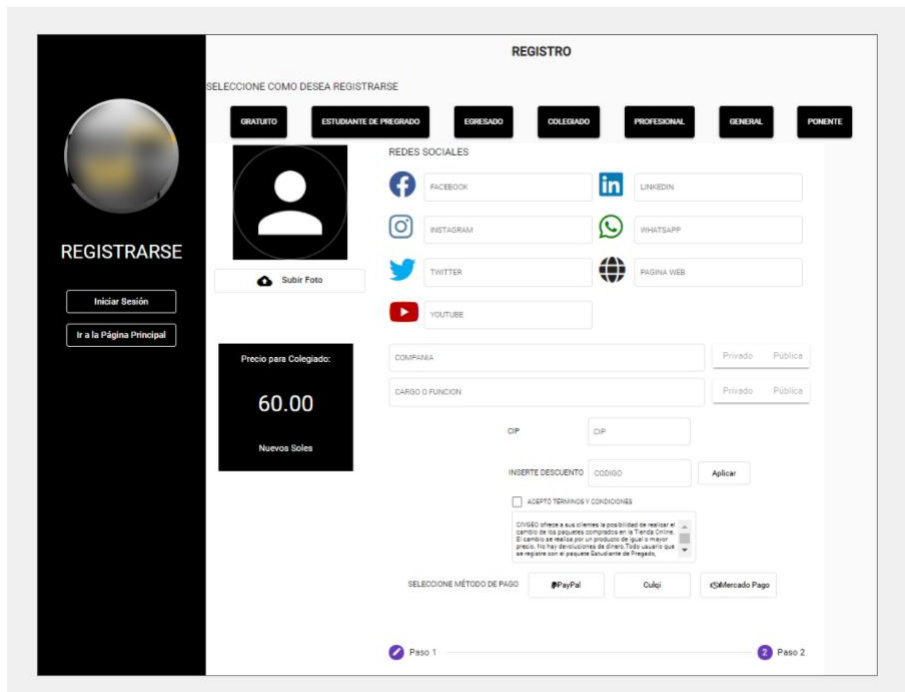 REGISTRO
SELECCIONE COMO DESEA REGISTRARSE
GRATUITO ESTUDIANTE DE PREGRADO EGRESADO COLEGIADO PROFESIONAL GENERAL PONENTE
REGISTRARSE
Iniciar Sesión
Ir a la Página Principal
Subir Foto
Precio para Colegiado:
60.00
Nuevos Soles
REDES SOCIALES
FACEBOOK LINKEDIN
INSTAGRAM WHATSAPP
TWITTER PAGINA WEB
YOUTUBE
COMPANIA Privado Pública
CARGO O FUNCION Privado Pública
CIP CIP
INSERTE DESCUENTO CODIGO Aplicar
ACEPTO TÉRMINOS Y CONDICIONES
CIVIGEO ofrece a sus clientes la posibilidad de realizar el
cambio de los paquetes comprados en la Tienda Online.
El cambio se realiza por un producto de igual o mayor
precio. No hay devoluciones de dinero.Todo usuario que
se registre con el paquete Estudiante de Pregado,
SELECCIONE MÉTODO DE PAGO PayPal Culqi Mercado Pago
Paso 1 2 Paso 2